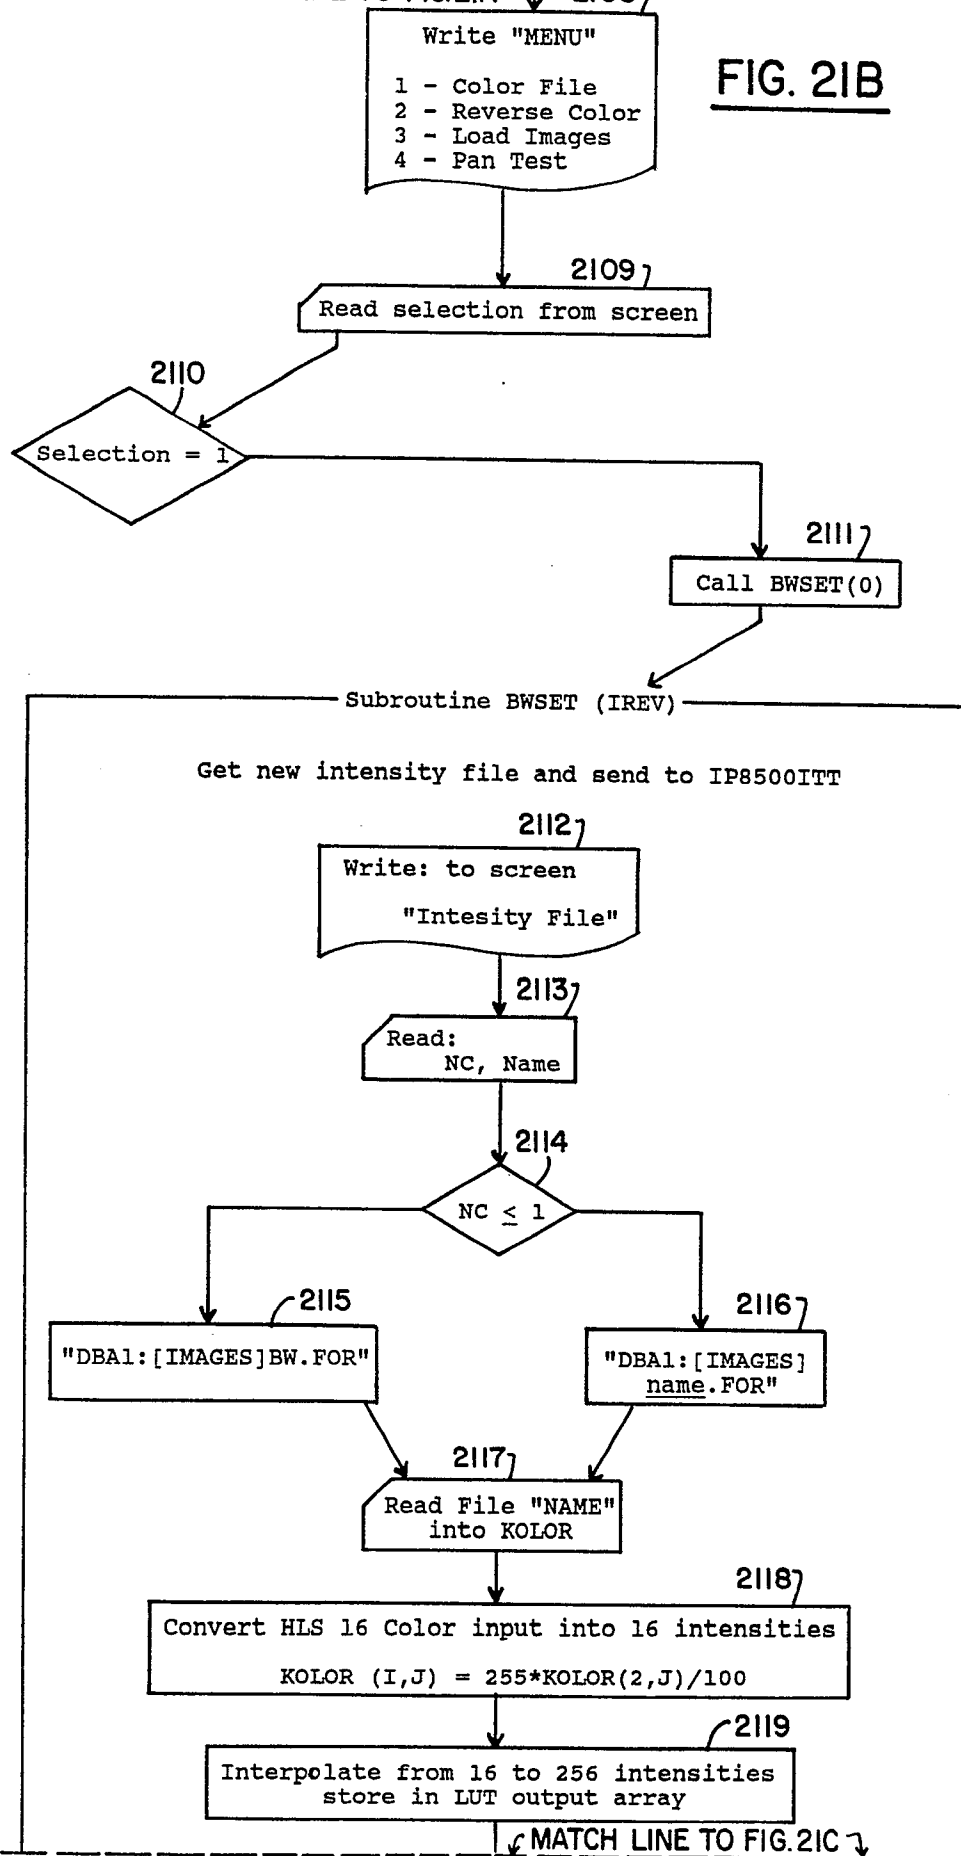 Write "MENU"
FIG. 21B
1 - Color File
2 - Reverse Color
3 - Load Images
4 - Pan Test
2109
Read selection from screen
2110
Selection = 1
2111
Call BWSET(0)
Subroutine BWSET (IREV)
Get new intensity file and send to IP8500ITT
2112
Write: to screen
"Intesity File"
2113
Read:
NC, Name
2114
NC ≤ 1
2115
2116
"DBA1:[IMAGES]BW.FOR"
"DBA1:[IMAGES]
name.FOR"
2117
Read File "NAME"
into KOLOR
2118
Convert HLS 16 Color input into 16 intensities
KOLOR (I,J) = 255*KOLOR(2,J)/100
2119
Interpolate from 16 to 256 intensities
store in LUT output array
MATCH LINE TO FIG.21C